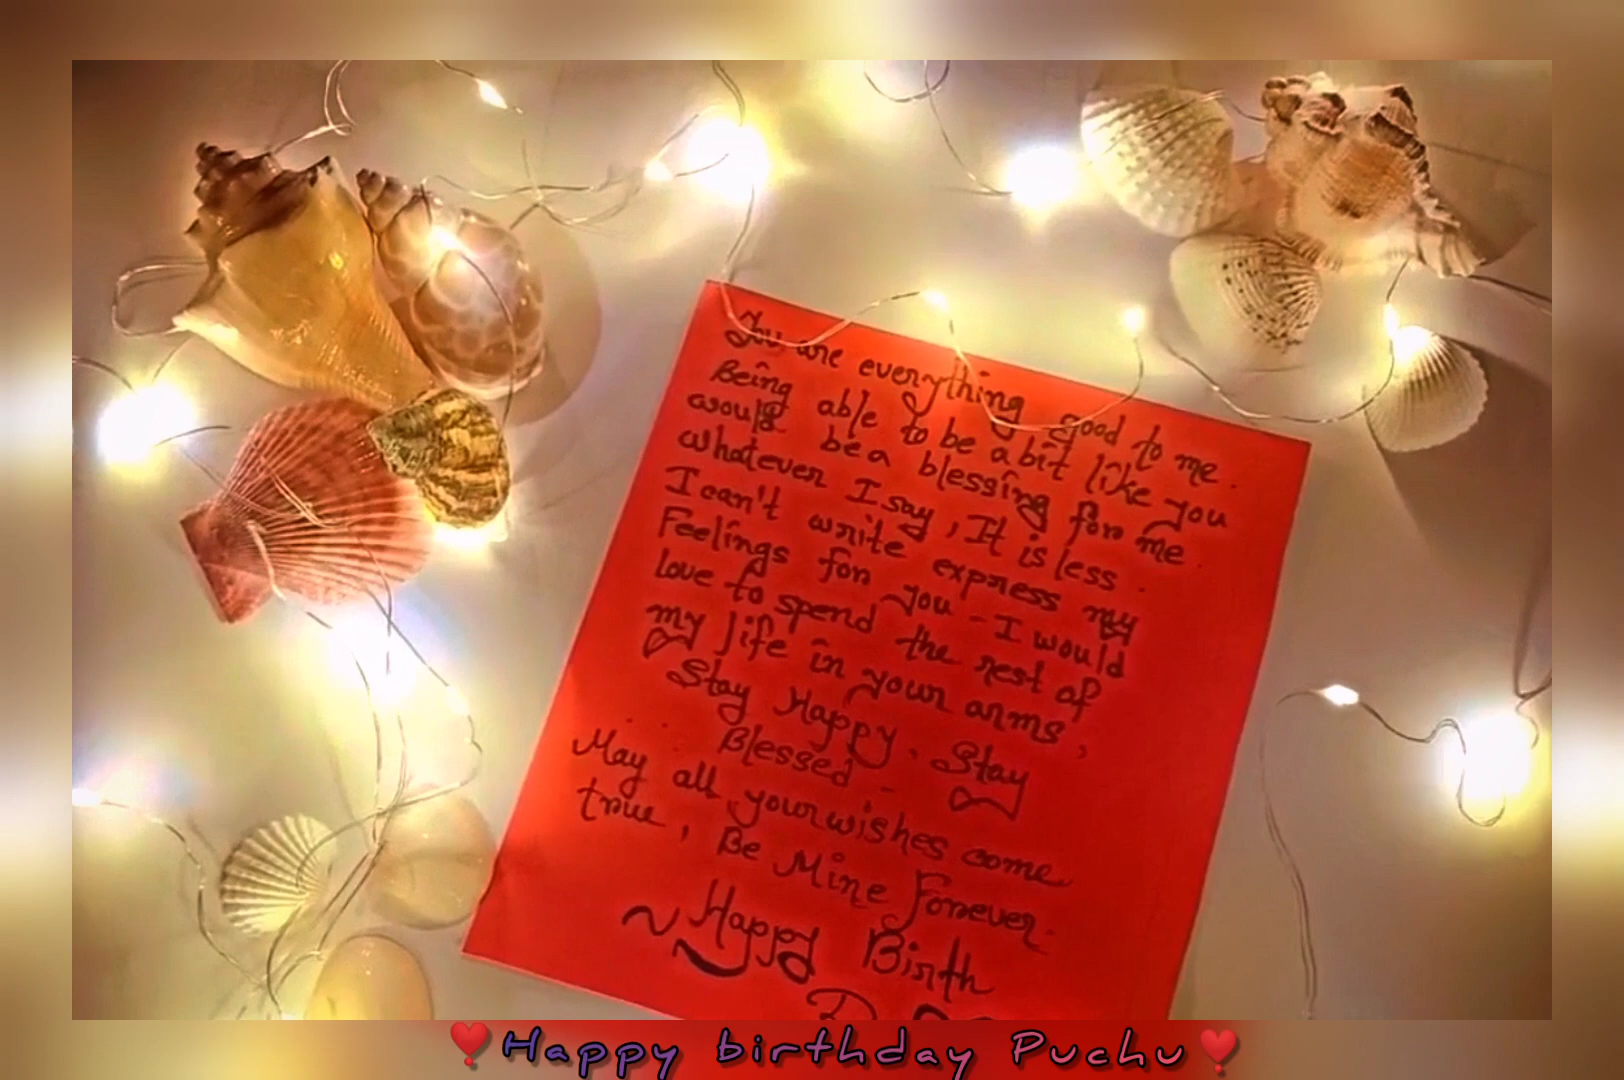 You are everything good to me.
Being able to be a bit like you
would be a blessing for me.
whatever I say, It is less.
I can't write express my
Feelings for you - I would
love to spend the rest of
my life in your arms,
Stay Happy. Stay
Blessed -
May all your wishes come
true, Be Mine Forever.
Happy Birth
❣Happy birthday Puchu❣